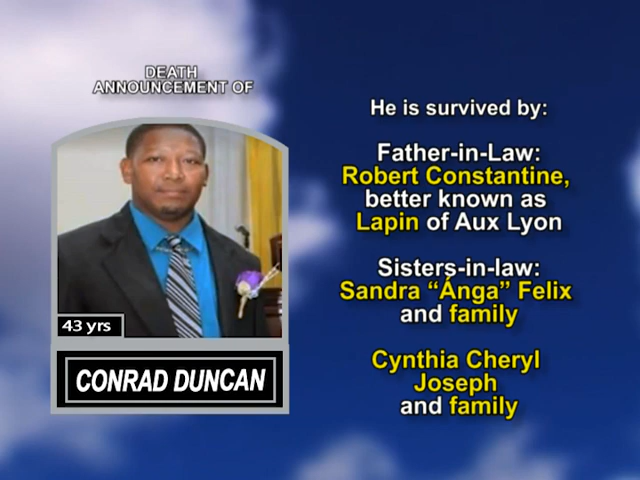 DEATH
ANNOUNCEMENT OF
43 yrs
CONRAD DUNCAN
He is survived by:
Father-in-Law:
Robert Constantine,
better known as
Lapin of Aux Lyon
Sisters-in-law:
Sandra “Ánga” Felix
and family
Cynthia Cheryl
Joseph
and family